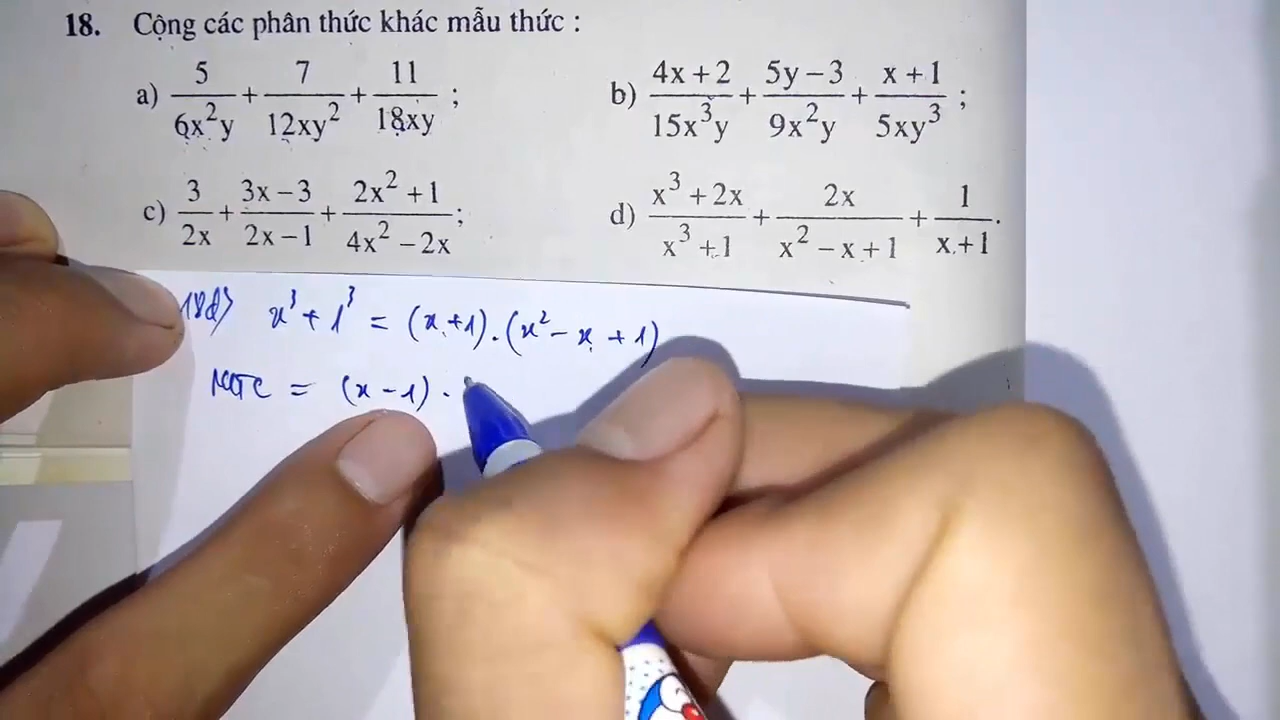 18. Cộng các phân thức khác mẫu thức :
a) 5/6x²y + 7/12xy² + 11/18xy ;
b) 4x + 2/15x³y + 5y − 3/9x²y + x + 1/5xy³ ;
c) 3/2x + 3x − 3/2x − 1 + 2x² + 1/4x² − 2x ;
d) x³ + 2x/x³ + 1 + 2x/x² − x + 1 + 1/x + 1 .
18d) x³ + 1³ = (x + 1) . (x² − x + 1)
MTC = (x − 1) .